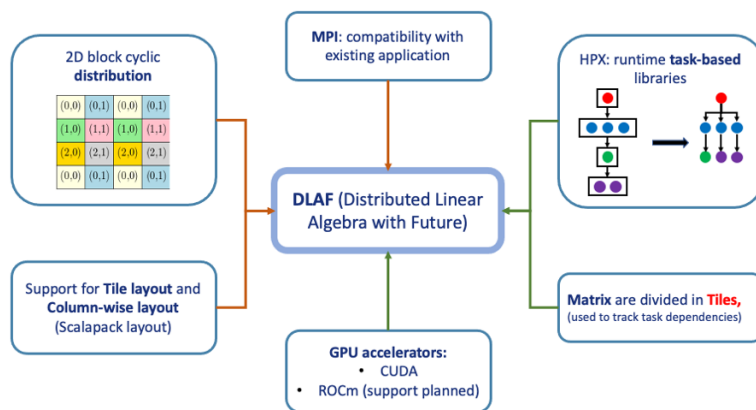 2D block cyclic
distribution
(0,0) (0,1) (0,0) (0,1)
(1,0) (1,1) (1,0) (1,1)
(2,0) (2,1) (2,0) (2,1)
(0,0) (0,1) (0,0) (0,1)
MPI: compatibility with
existing application
HPX: runtime task-based
libraries
DLAF (Distributed Linear
Algebra with Future)
Support for Tile layout and
Column-wise layout
(Scalapack layout)
GPU accelerators:
• CUDA
• ROCm (support planned)
Matrix are divided in Tiles,
(used to track task dependencies)